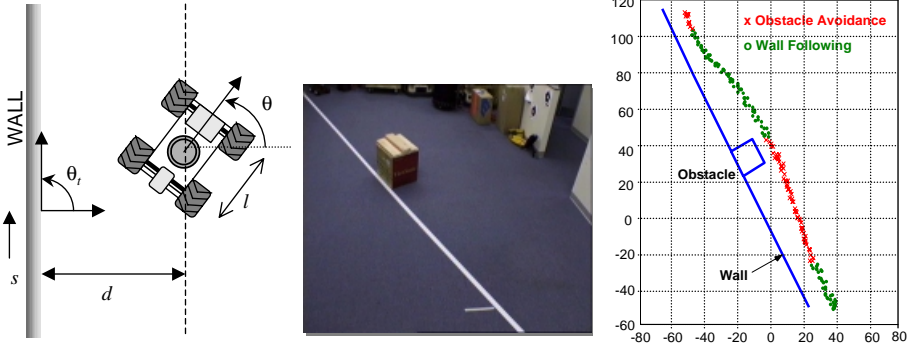 WALL
θ
θt
l
s
d
x Obstacle Avoidance
o Wall Following
Obstacle
Wall
120
100
80
60
40
20
0
-20
-40
-60
-80 -60 -40 -20 0 20 40 60 80